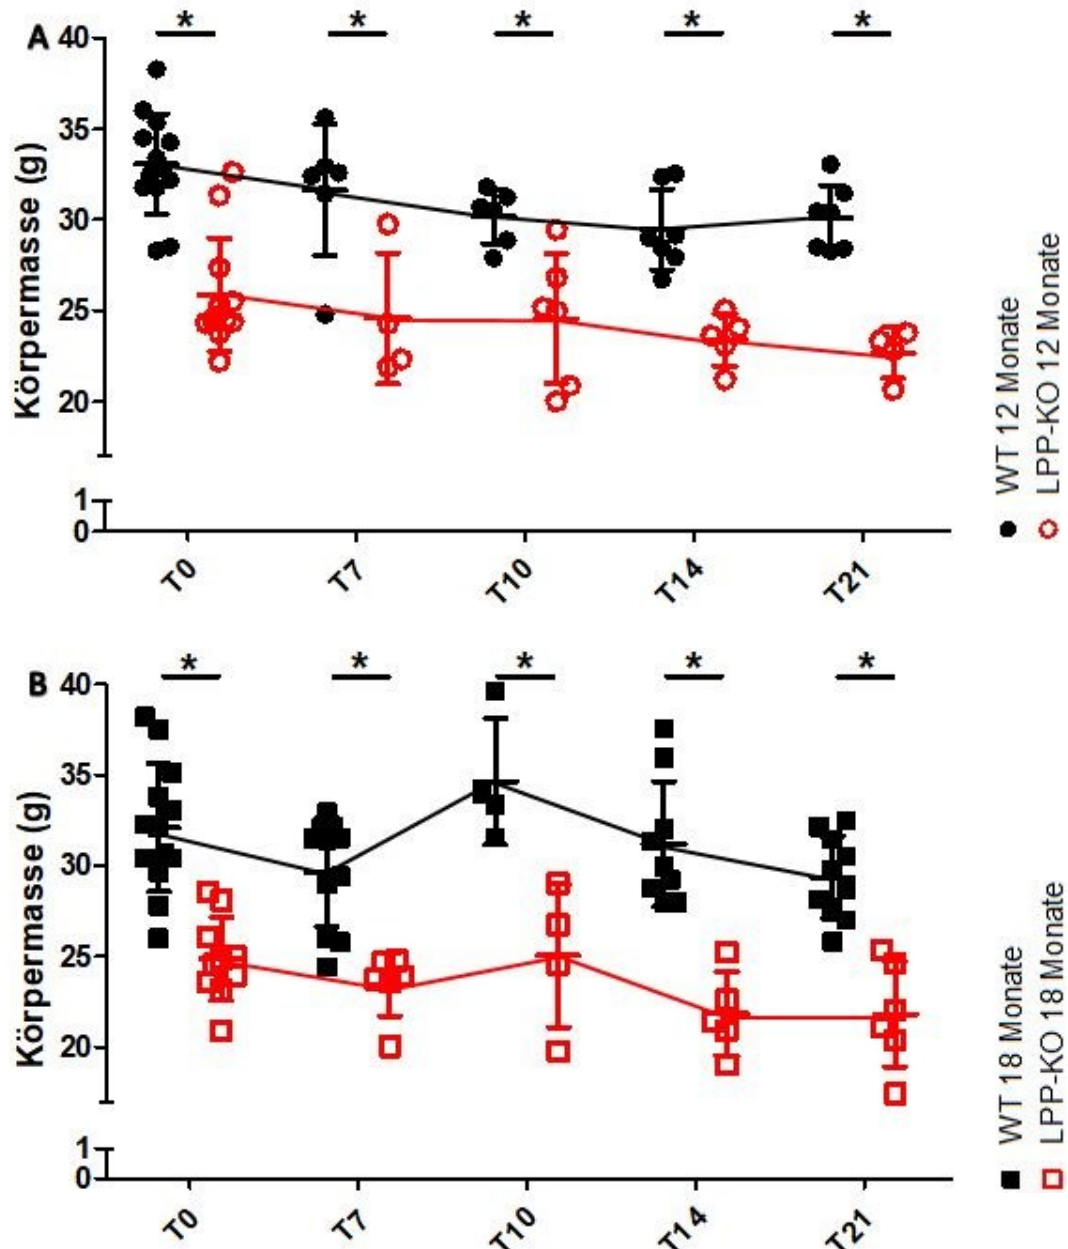 A
* * * * *
40
35
30
25
20
1
0
Körpermasse (g)
T0 T7 T10 T14 T21
WT 12 Monate
LPP-KO 12 Monate
B
* * * * *
40
35
30
25
20
1
0
Körpermasse (g)
T0 T7 T10 T14 T21
WT 18 Monate
LPP-KO 18 Monate